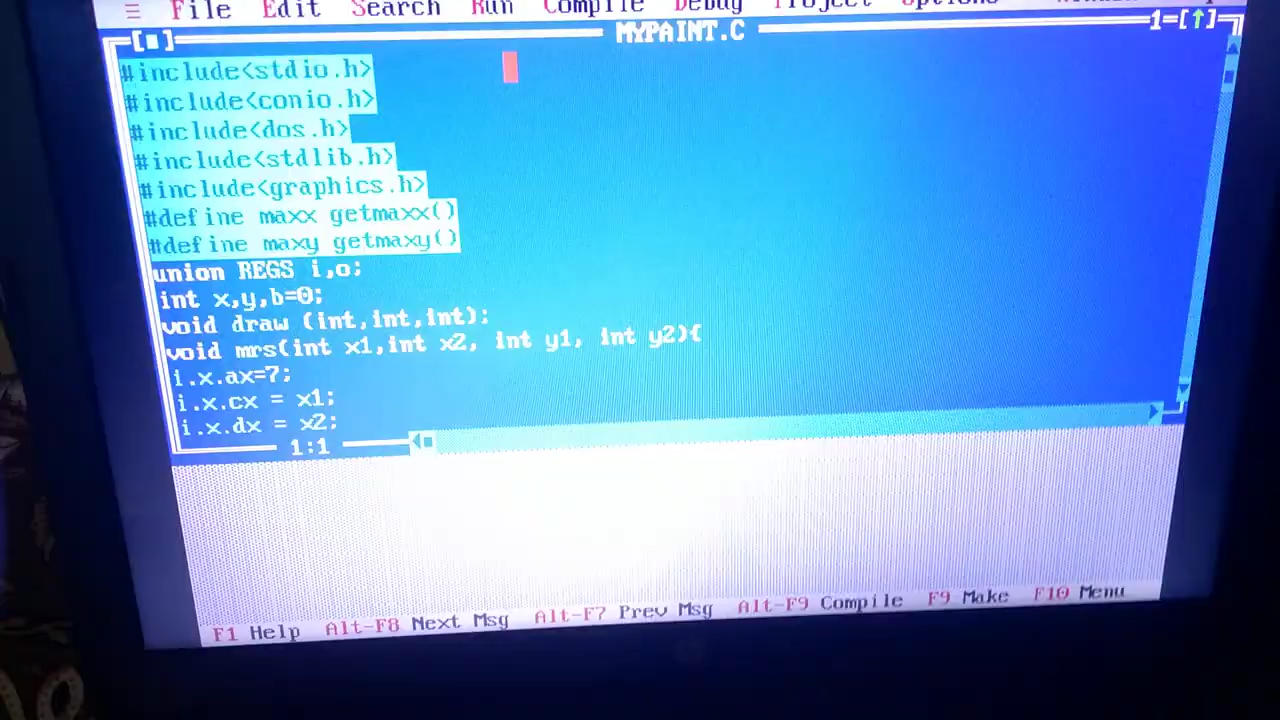 ≡ File Edit Search Run Compile Debug Project Options
[■] MYPAINT.C 1=[↑]
#include<stdio.h>
#include<conio.h>
#include<dos.h>
#include<stdlib.h>
#include<graphics.h>
#define maxx getmaxx()
#define maxy getmaxy()
union REGS i,o;
int x,y,b=0;
void draw (int,int,int);
void mrs(int x1,int x2, int y1, int y2){
i.x.ax=7;
i.x.cx = x1;
i.x.dx = x2;
1:1
F1 Help Alt-F8 Next Msg Alt-F7 Prev Msg Alt-F9 Compile F9 Make F10 Menu